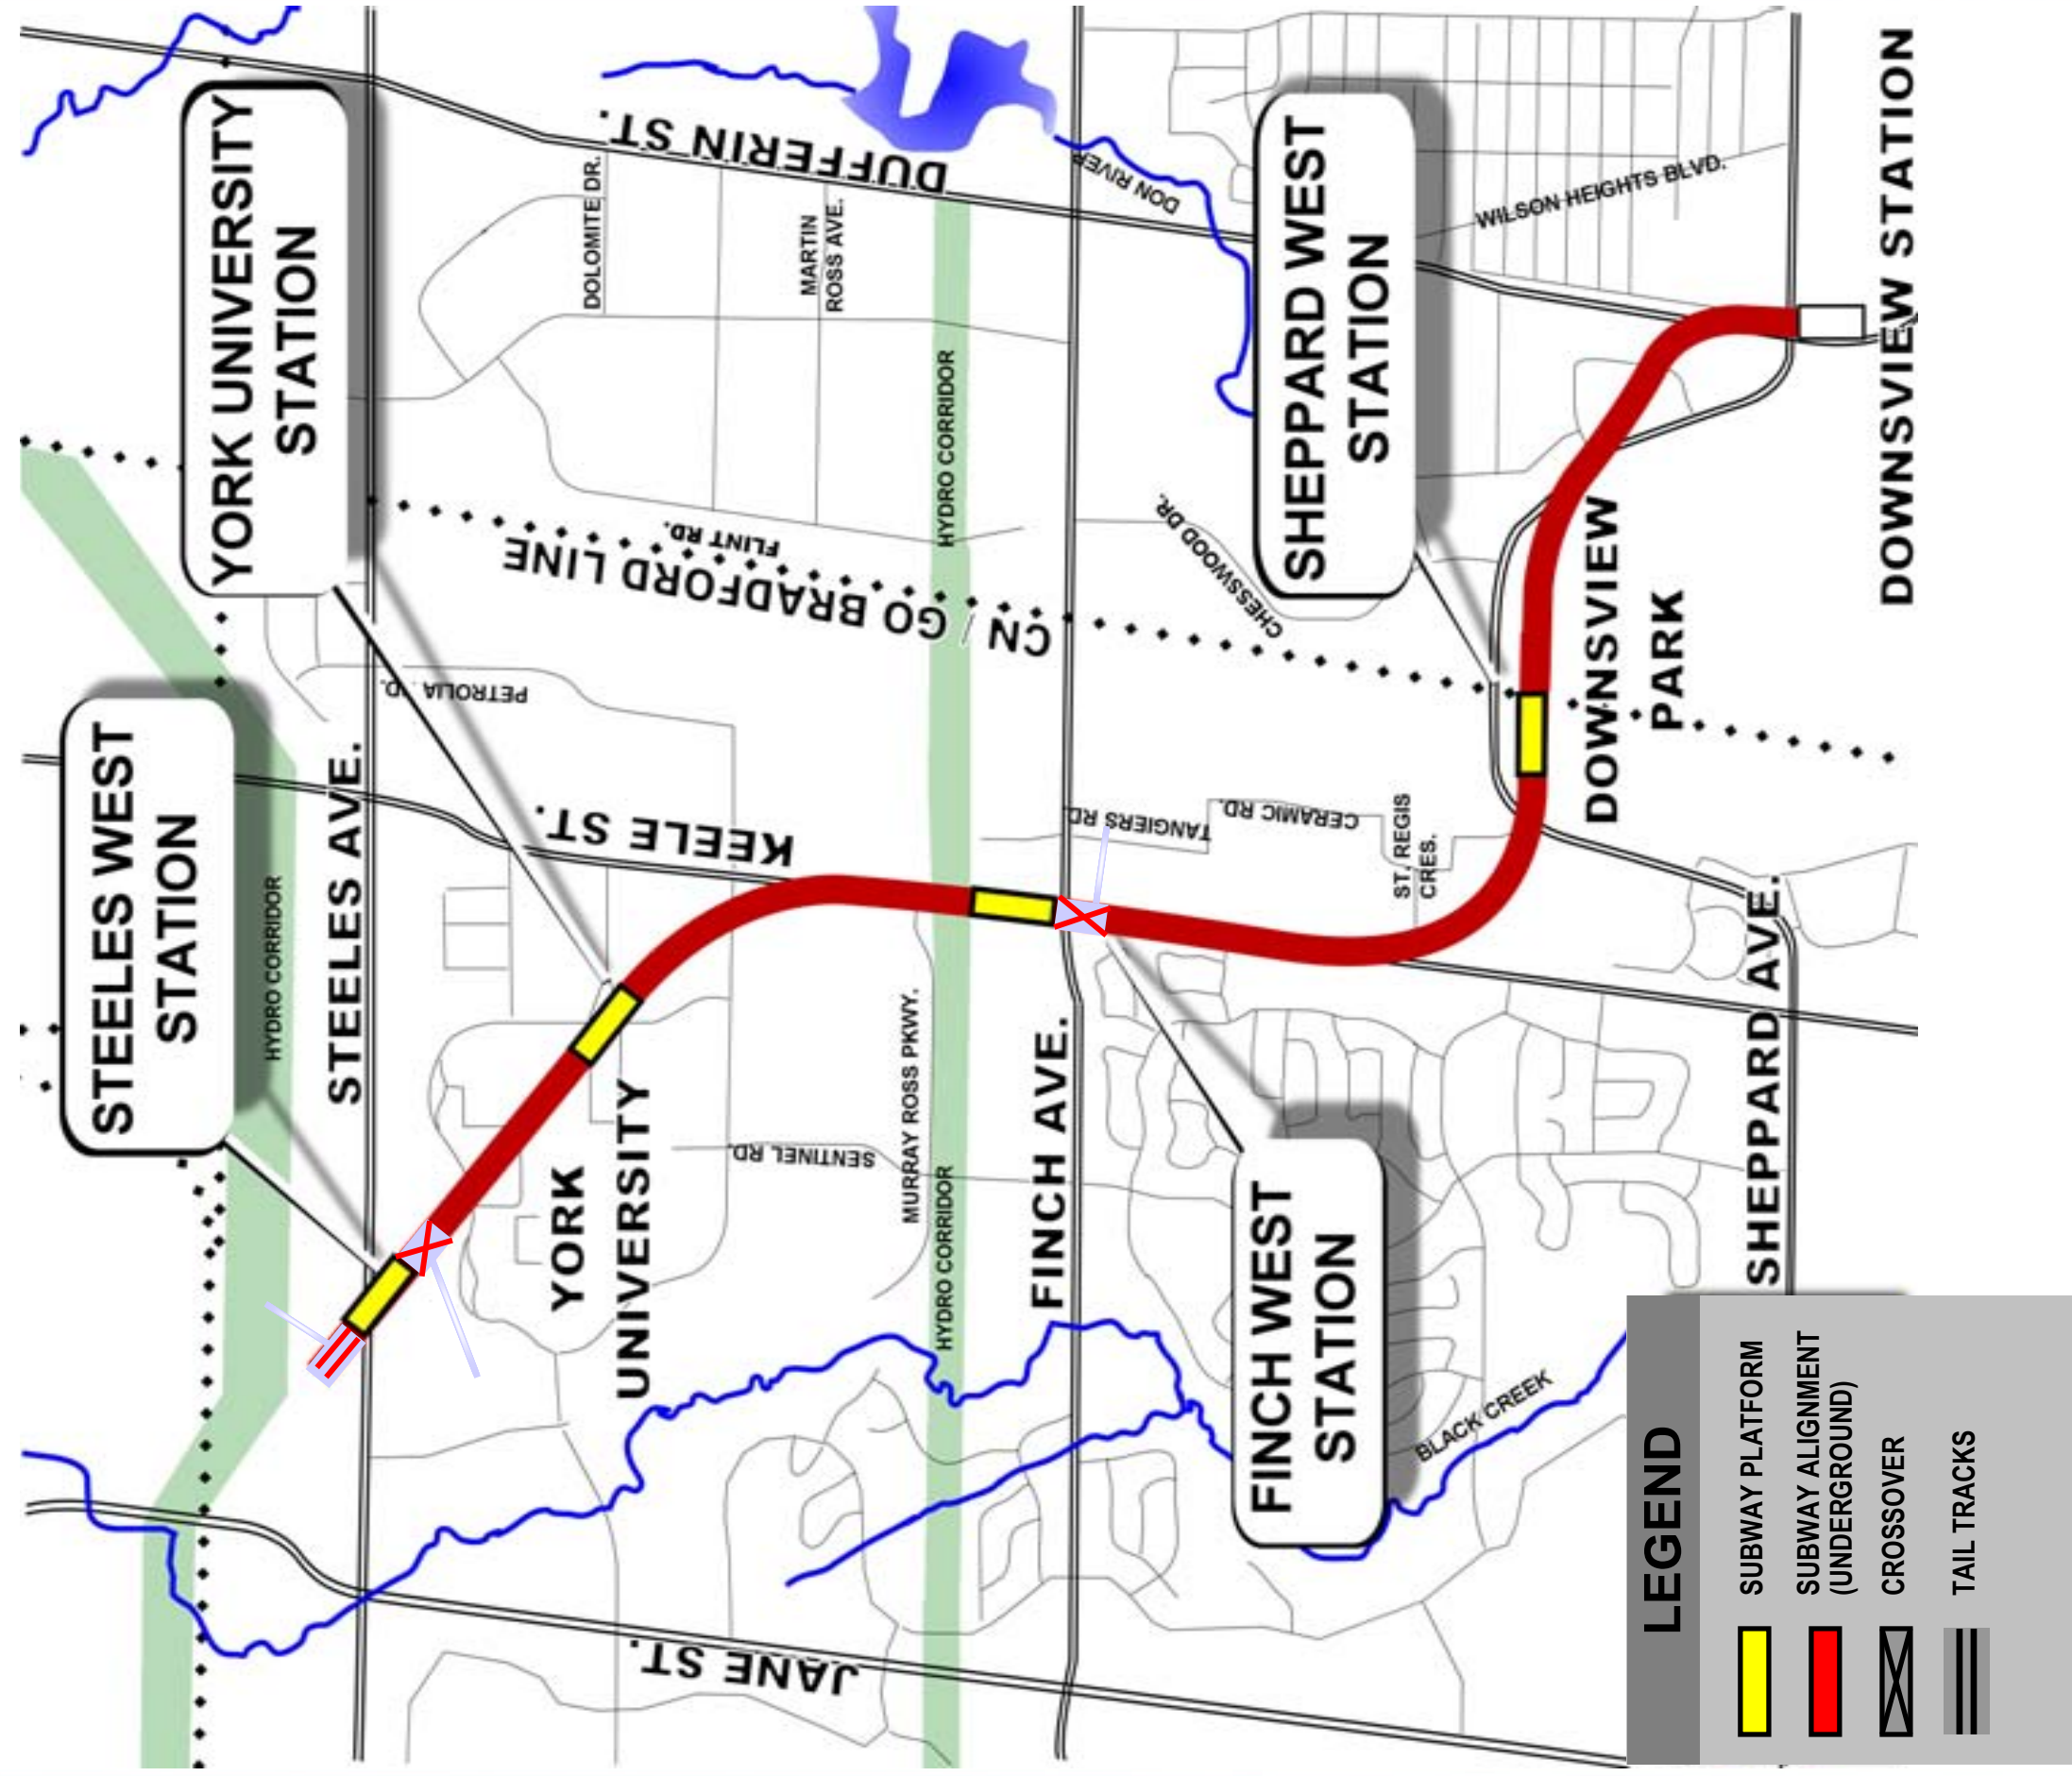 YORK UNIVERSITY
STATION
STEELES WEST
STATION
SHEPPARD WEST
STATION
FINCH WEST
STATION
DOWNSVIEW STATION
DOWNSVIEW
PARK
YORK
UNIVERSITY
DUFFERIN ST.
DON RIVER
WILSON HEIGHTS BLVD.
DOLOMITE DR.
MARTIN
ROSS AVE.
HYDRO CORRIDOR
FLINT RD.
CN / GO BRADFORD LINE
CHESSWOOD DR.
PETROLIA RD.
KEELE ST.
STEELES AVE.
HYDRO CORRIDOR
TANGIERS RD.
CERAMIC RD.
ST. REGIS
CRES.
SHEPPARD AVE.
FINCH AVE.
MURRAY ROSS PKWY.
SENTINEL RD.
HYDRO CORRIDOR
BLACK CREEK
JANE ST.
LEGEND
SUBWAY PLATFORM
SUBWAY ALIGNMENT
(UNDERGROUND)
CROSSOVER
TAIL TRACKS